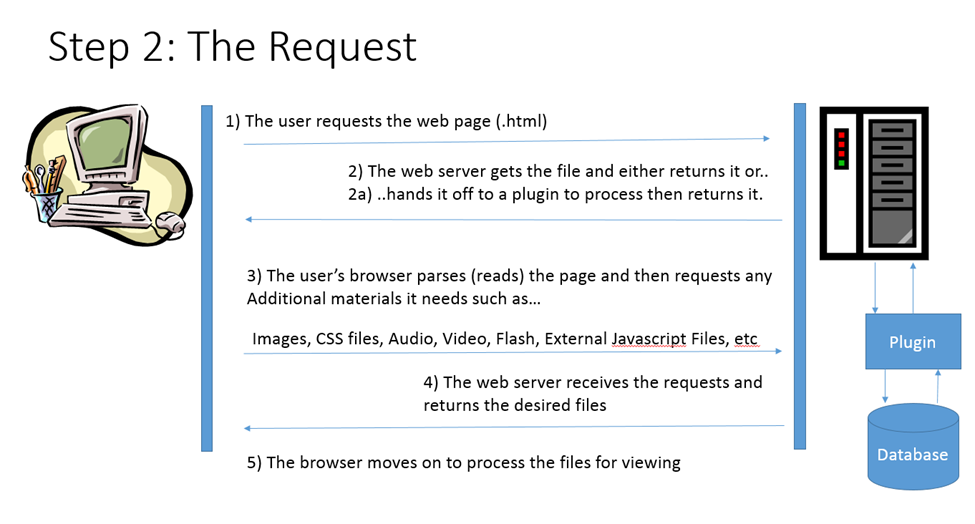 Step 2: The Request
1) The user requests the web page (.html)
2) The web server gets the file and either returns it or..
2a) ..hands it off to a plugin to process then returns it.
3) The user’s browser parses (reads) the page and then requests any
Additional materials it needs such as…
Images, CSS files, Audio, Video, Flash, External Javascript Files, etc
4) The web server receives the requests and
returns the desired files
5) The browser moves on to process the files for viewing
Plugin
Database